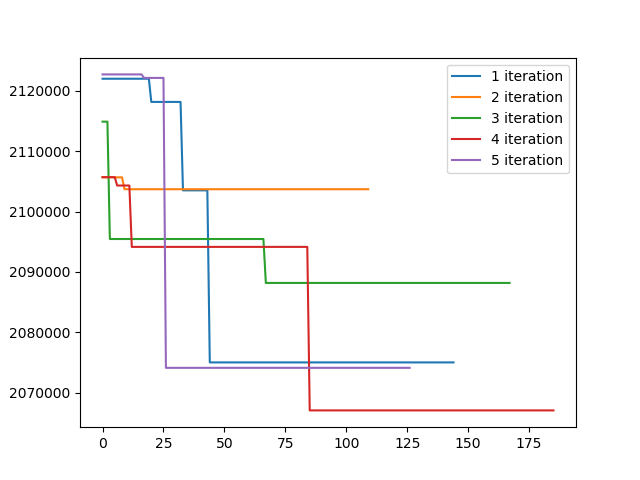 1 iteration
2 iteration
3 iteration
4 iteration
5 iteration
2120000
2110000
2100000
2090000
2080000
2070000
0 25 50 75 100 125 150 175